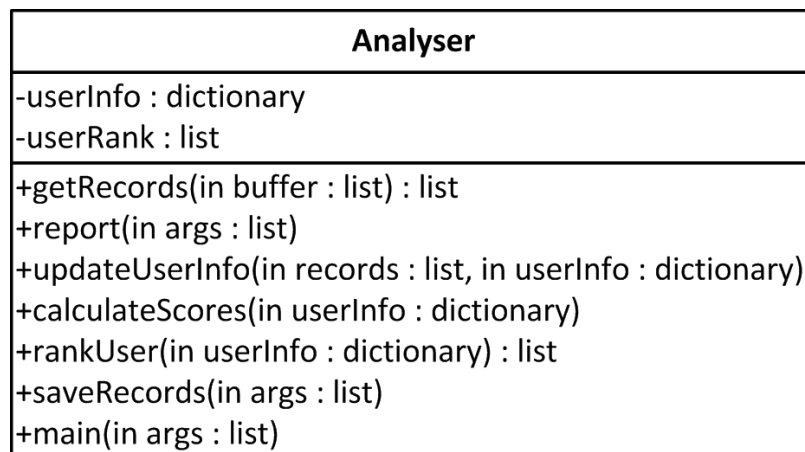 Analyser
-userInfo : dictionary
-userRank : list
+getRecords(in buffer : list) : list
+report(in args : list)
+updateUserInfo(in records : list, in userInfo : dictionary)
+calculateScores(in userInfo : dictionary)
+rankUser(in userInfo : dictionary) : list
+saveRecords(in args : list)
+main(in args : list)